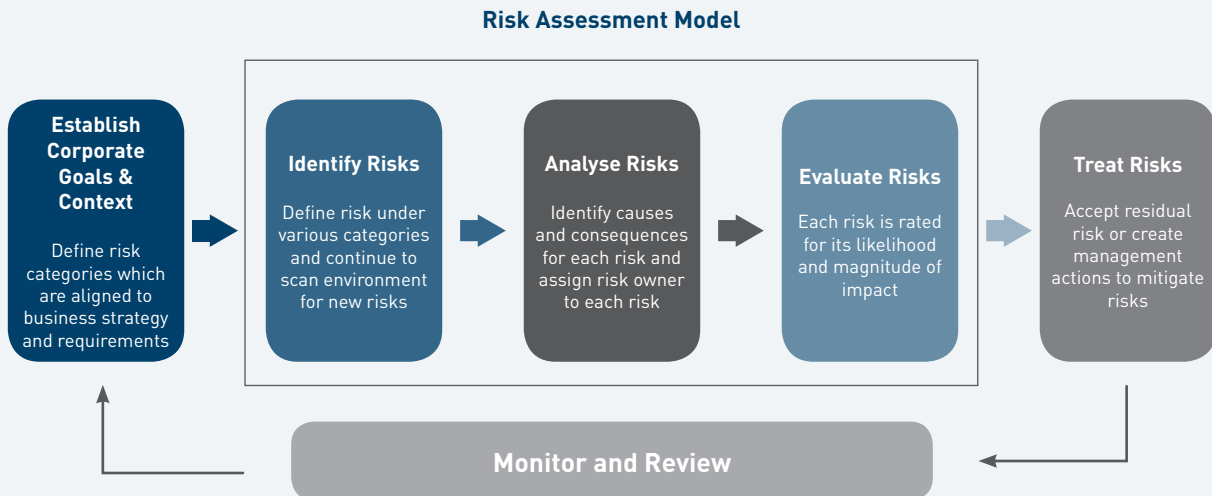 Risk Assessment Model
Establish
Corporate
Goals &
Context
Define risk
categories which
are aligned to
business strategy
and requirements
Identify Risks
Define risk under
various categories
and continue to
scan environment
for new risks
Analyse Risks
Identify causes
and consequences
for each risk and
assign risk owner
to each risk
Evaluate Risks
Each risk is rated
for its likelihood
and magnitude of
impact
Treat Risks
Accept residual
risk or create
management
actions to mitigate
risks
Monitor and Review